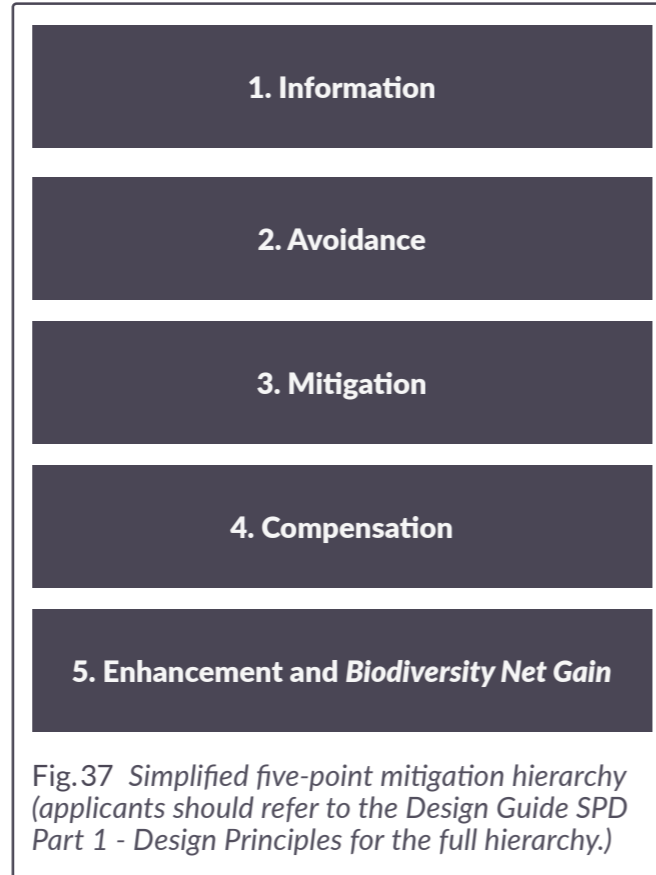 1. Information
2. Avoidance
3. Mitigation
4. Compensation
5. Enhancement and Biodiversity Net Gain
Fig.37 Simplified five-point mitigation hierarchy
(applicants should refer to the Design Guide SPD
Part 1 - Design Principles for the full hierarchy.)